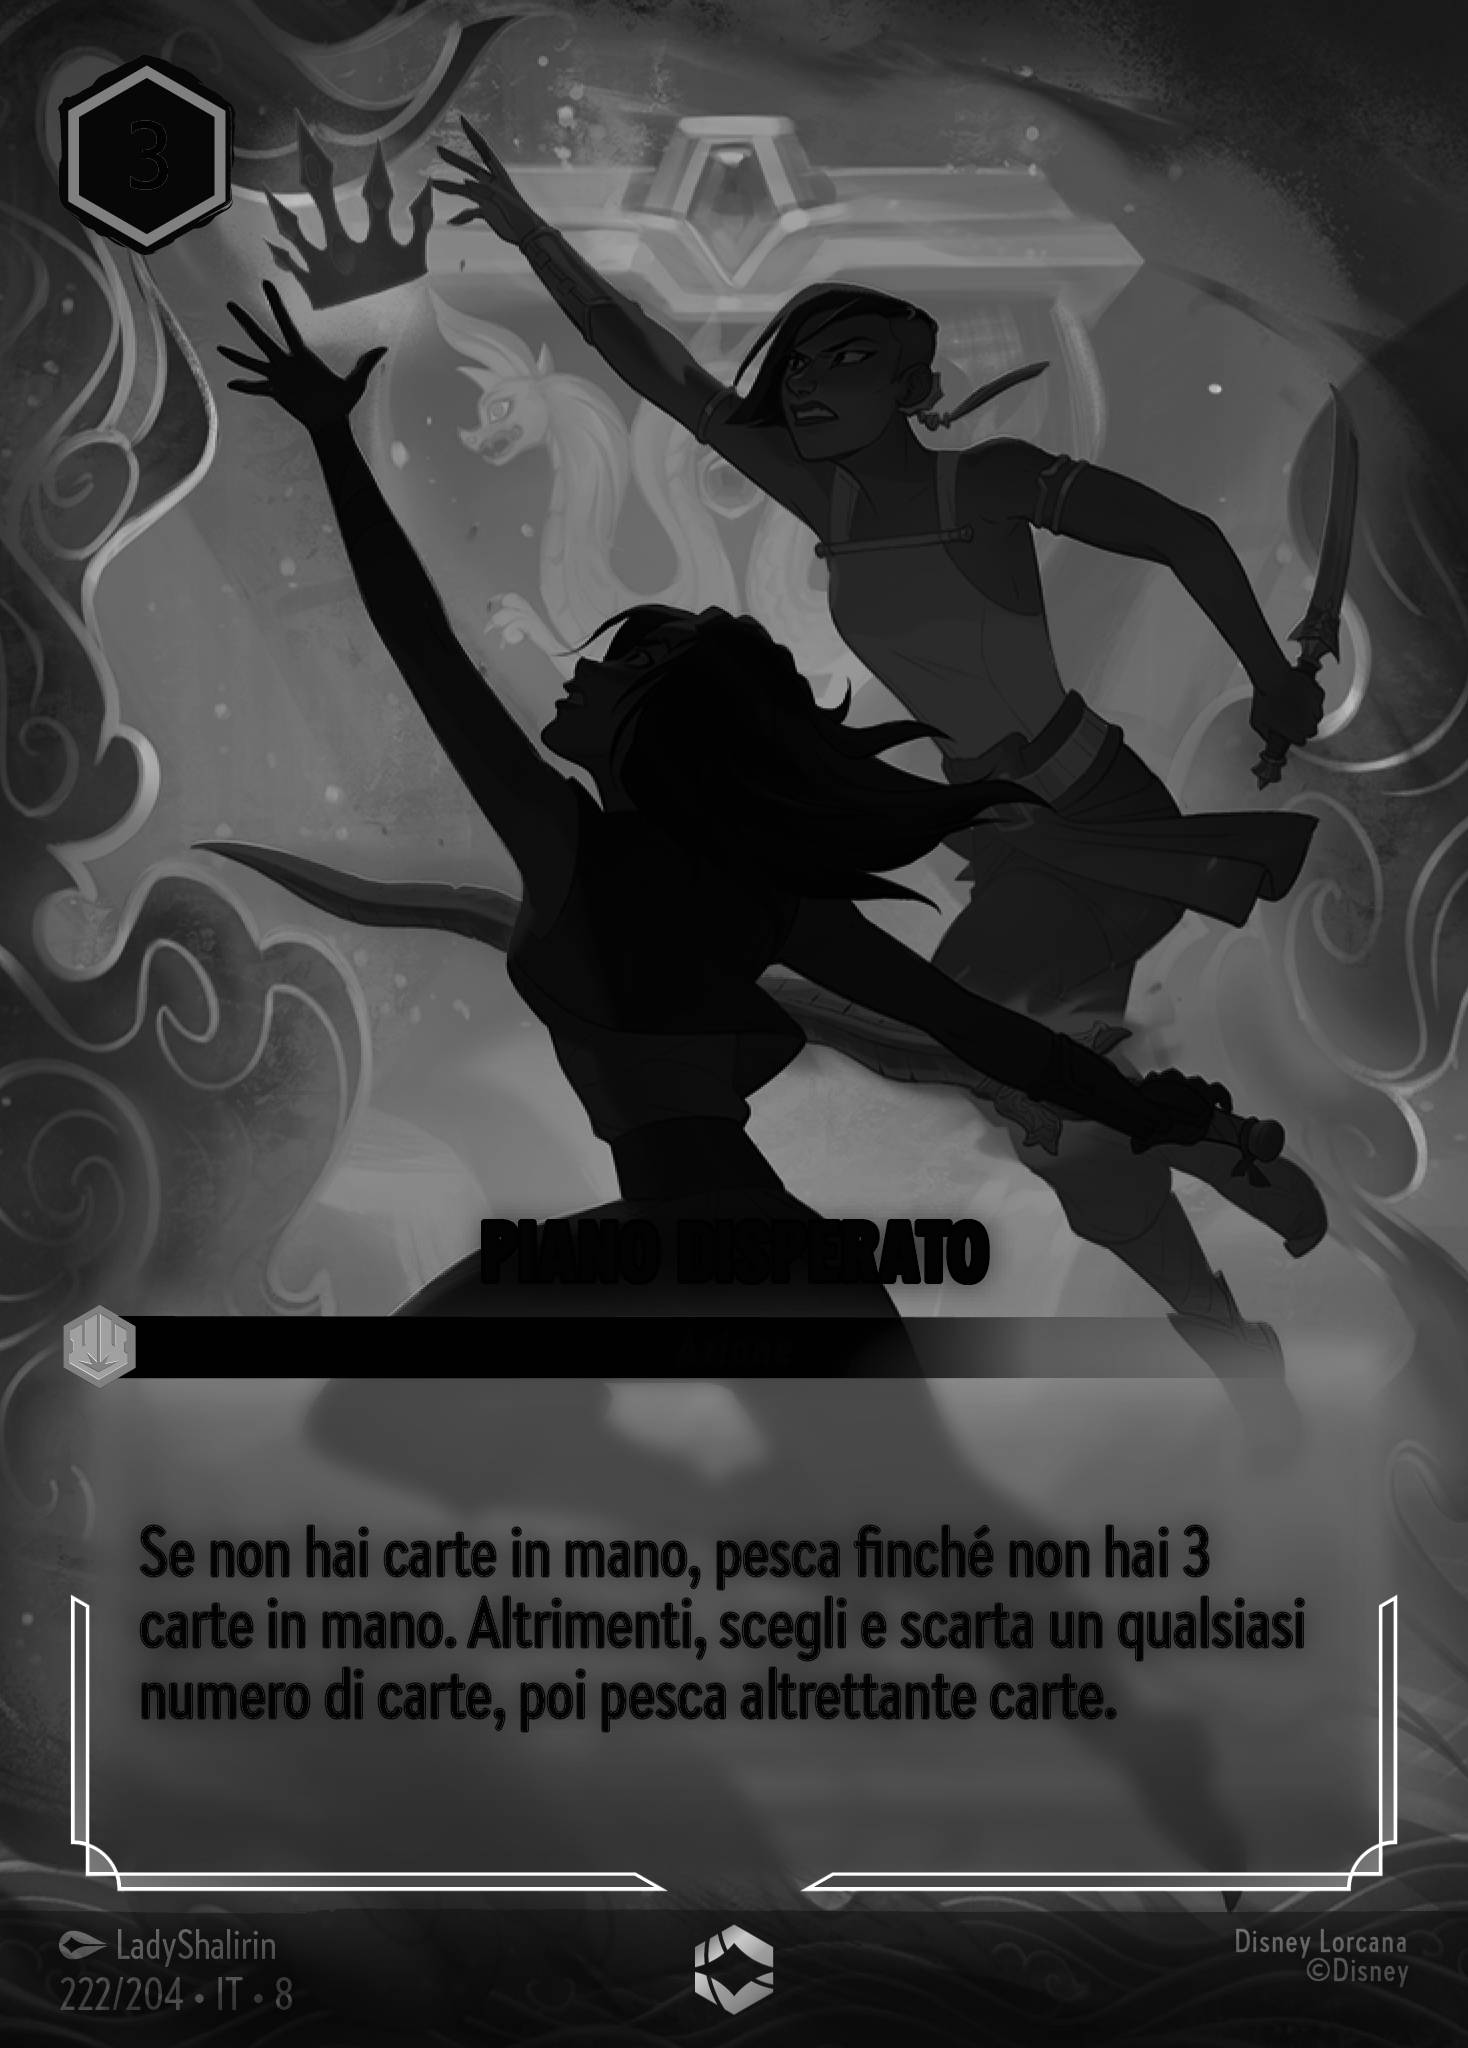 3
PIANO DISPERATO
Azione
Se non hai carte in mano, pesca finché non hai 3
carte in mano. Altrimenti, scegli e scarta un qualsiasi
numero di carte, poi pesca altrettante carte.
LadyShalirin
222/204 • IT • 8
Disney Lorcana
©Disney